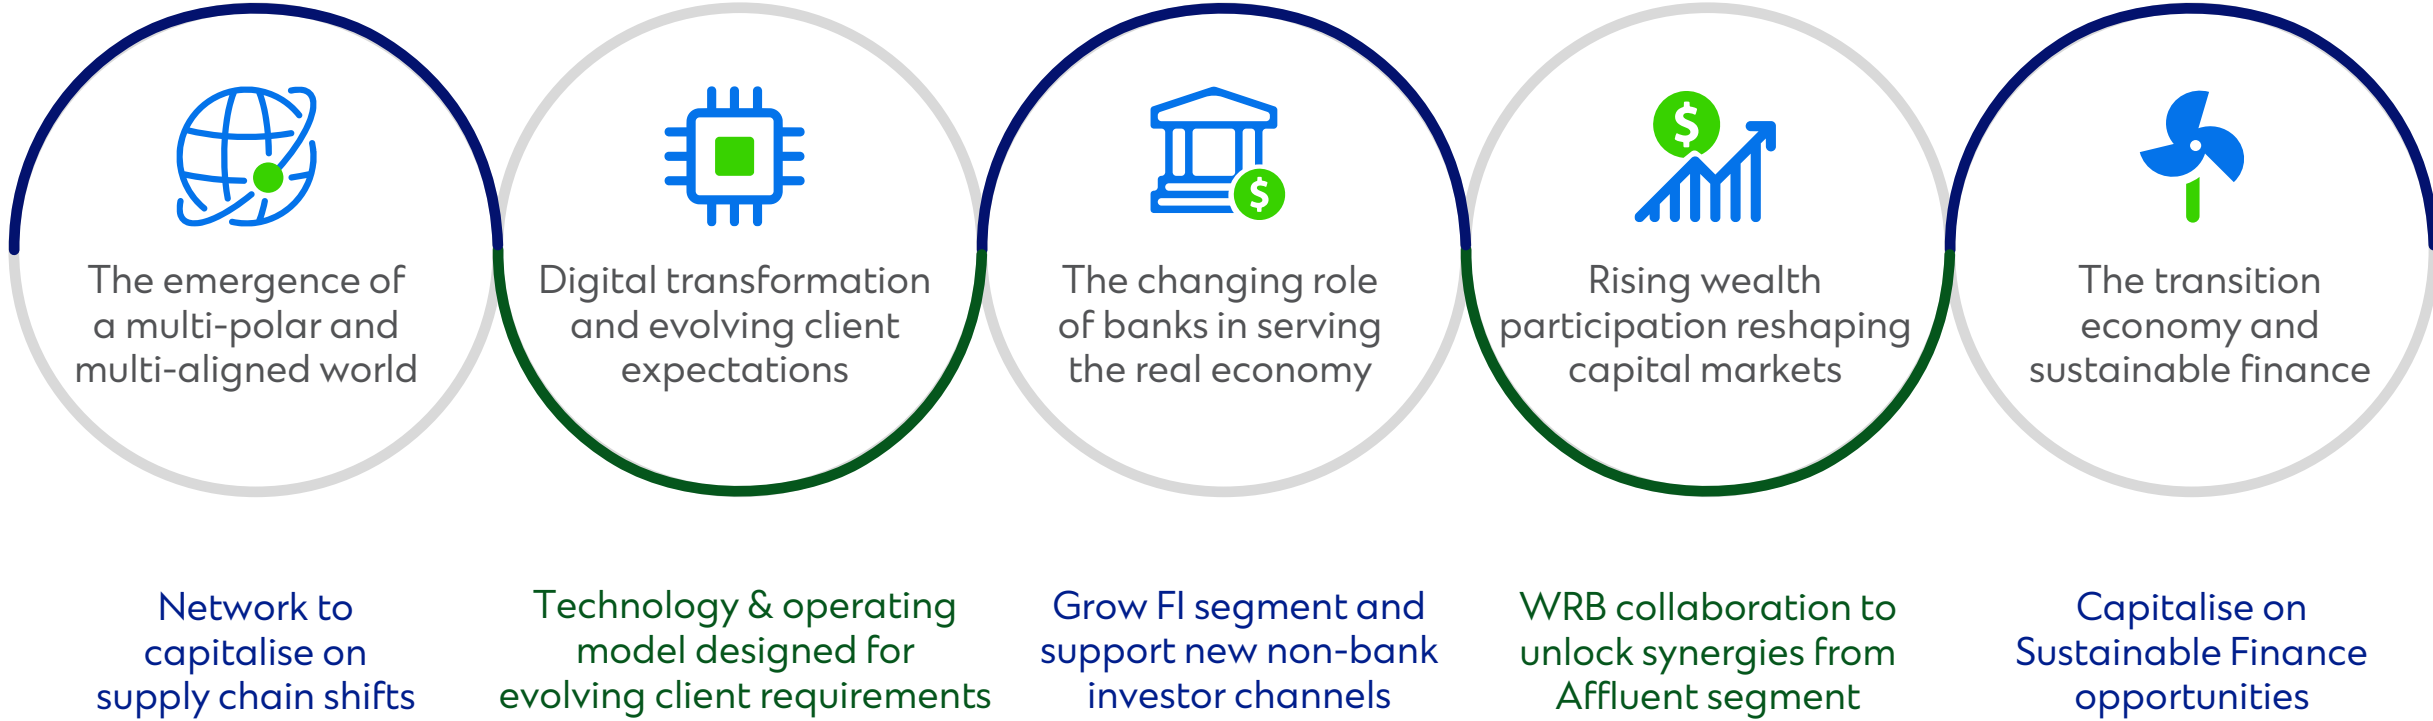 The emergence of
a multi-polar and
multi-aligned world
Digital transformation
and evolving client
expectations
The changing role
of banks in serving
the real economy
$
Rising wealth
participation reshaping
capital markets
$
The transition
economy and
sustainable finance
Network to
capitalise on
supply chain shifts
Technology & operating
model designed for
evolving client requirements
Grow FI segment and
support new non-bank
investor channels
WRB collaboration to
unlock synergies from
Affluent segment
Capitalise on
Sustainable Finance
opportunities